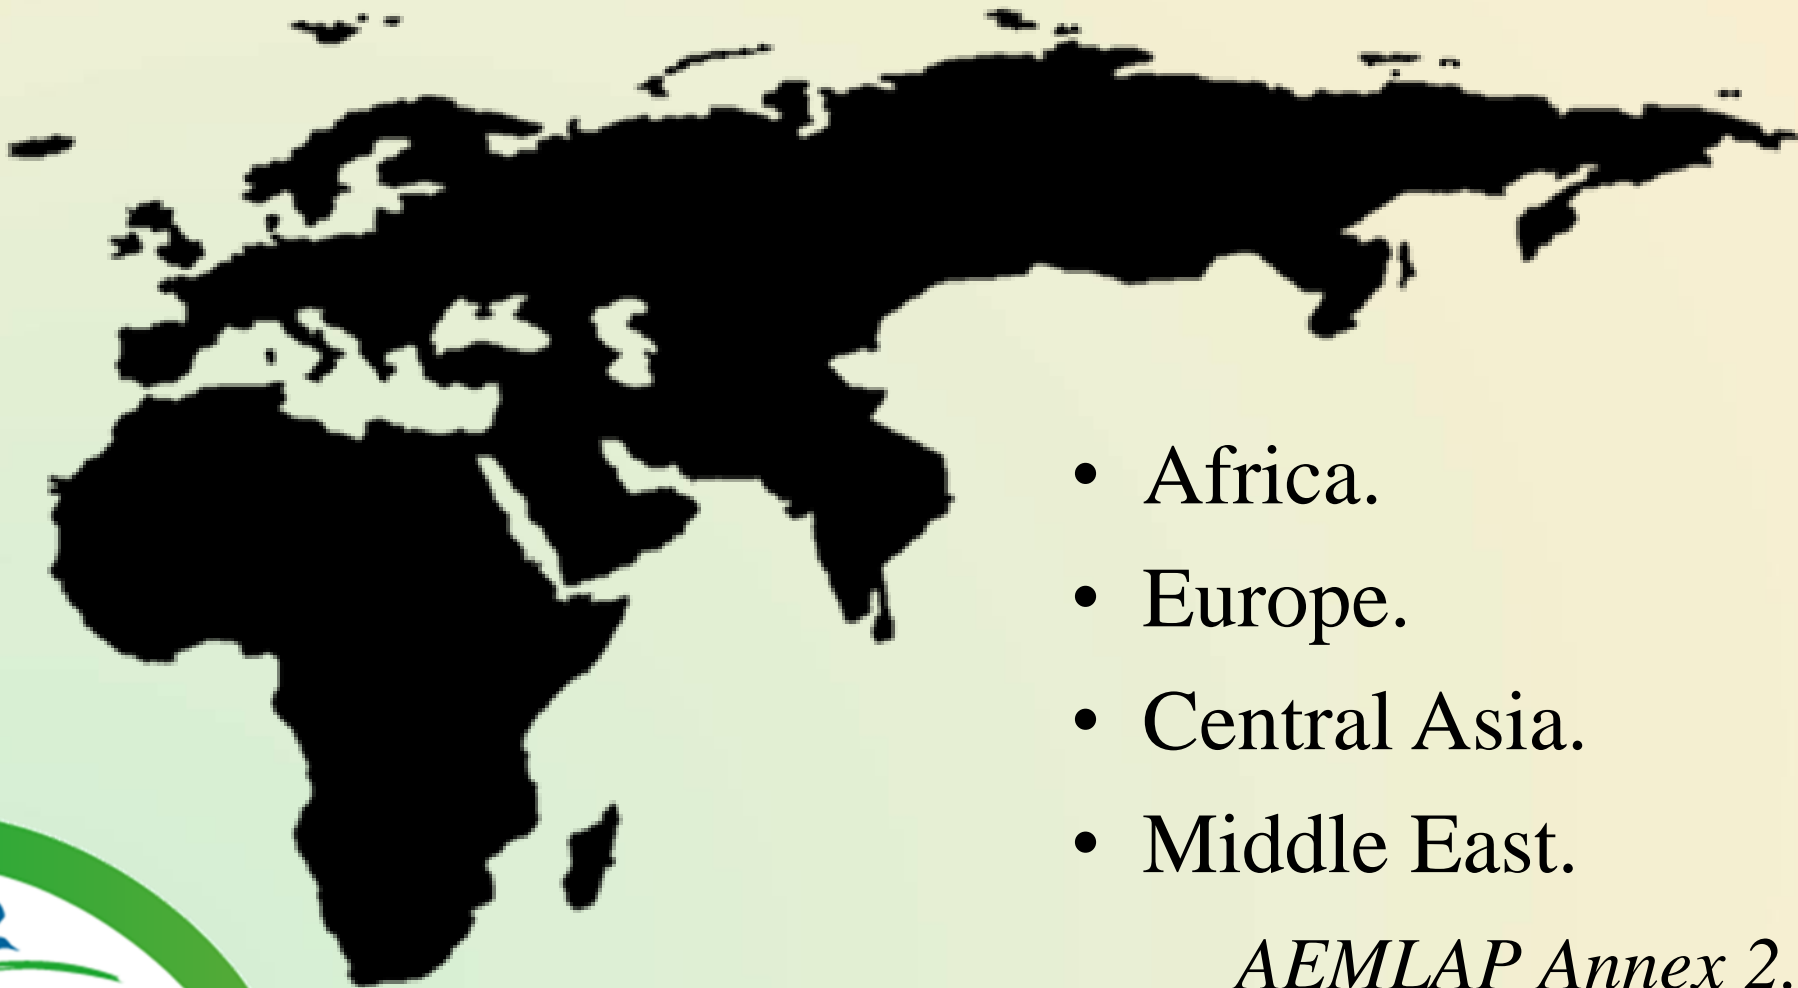 • Africa.
• Europe.
• Central Asia.
• Middle East.
AEMLAP Annex 2.